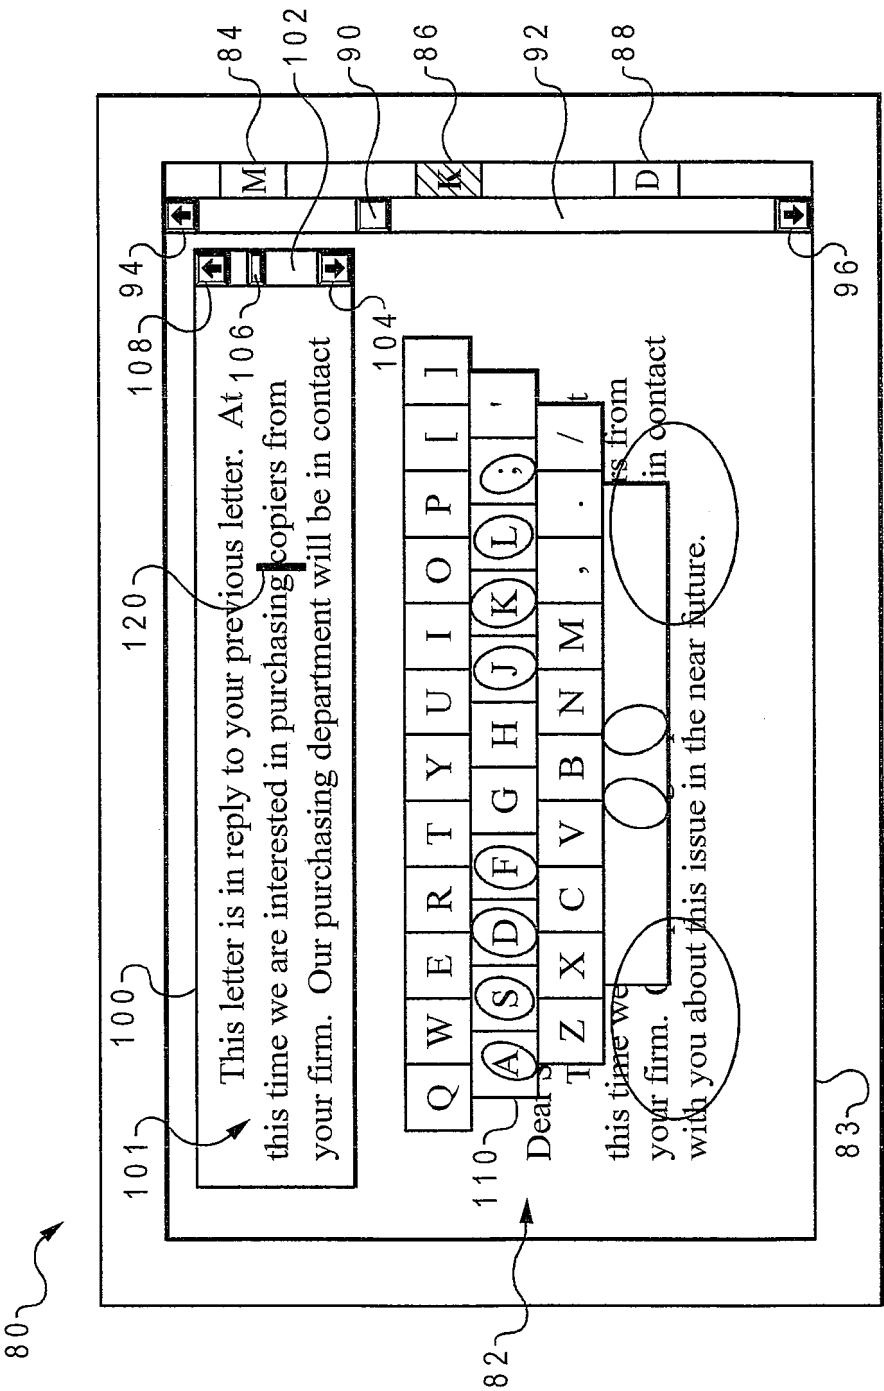 80
101 100 120 108 94
84
M
This letter is in reply to your previous letter. At
106
this time we are interested in purchasing copiers from
102
your firm. Our purchasing department will be in contact
90
104
86
K
Q W E R T Y U I O P [ ]
110
A S D F G H J K L ; '
82
92
Dear S
Z X C V B N M , . /
T t
this time we rs from
your firm. in contact
88
D
with you about this issue in the near future.
83
96